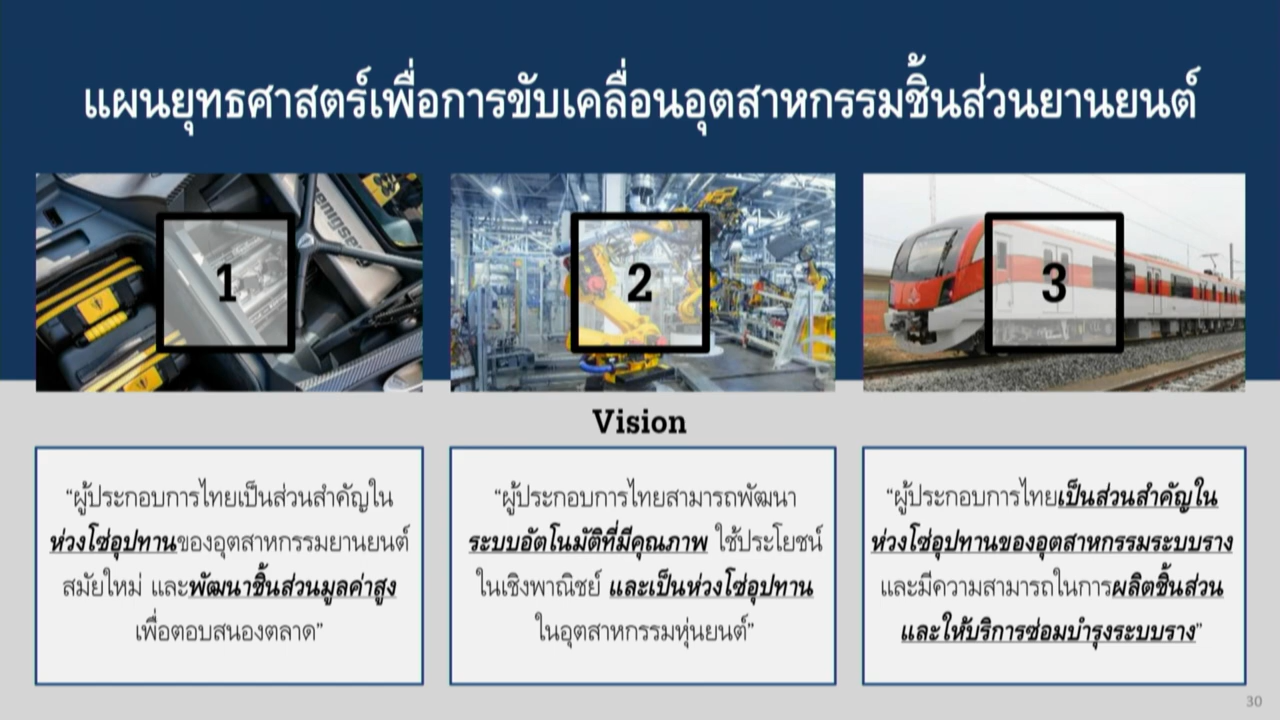 แผนยุทธศาสตร์เพื่อการขับเคลื่อนอุตสาหกรรมชิ้นส่วนยานยนต์
1
2
3
Vision
“ผู้ประกอบการไทยเป็นส่วนสำคัญใน
ห่วงโซ่อุปทานของอุตสาหกรรมยานยนต์
สมัยใหม่ และพัฒนาชิ้นส่วนมูลค่าสูง
เพื่อตอบสนองตลาด”
“ผู้ประกอบการไทยสามารถพัฒนา
ระบบอัตโนมัติที่มีคุณภาพ ใช้ประโยชน์
ในเชิงพาณิชย์ และเป็นห่วงโซ่อุปทาน
ในอุตสาหกรรมหุ่นยนต์”
“ผู้ประกอบการไทยเป็นส่วนสำคัญใน
ห่วงโซ่อุปทานของอุตสาหกรรมระบบราง
และมีความสามารถในการผลิตชิ้นส่วน
และให้บริการซ่อมบำรุงระบบราง”
30